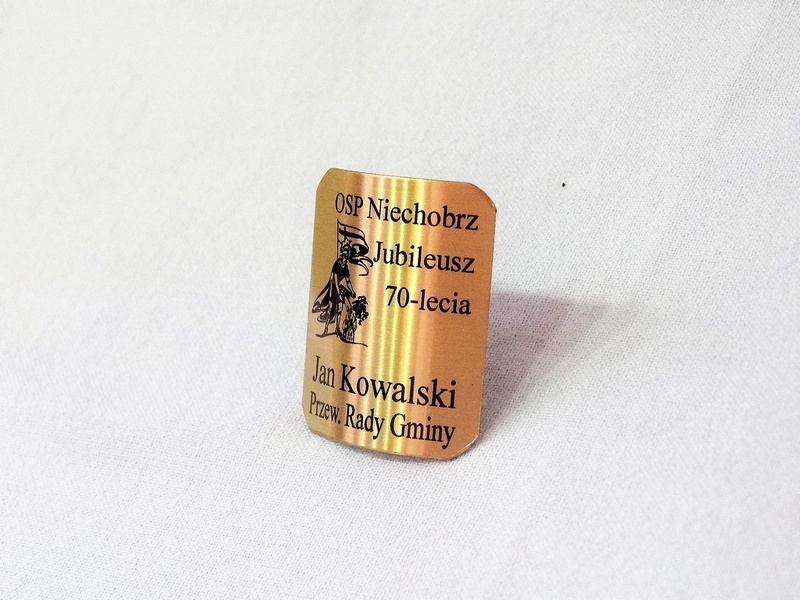 OSP Niechobrz
Jubileusz
70-lecia
Jan Kowalski
Przew. Rady Gminy